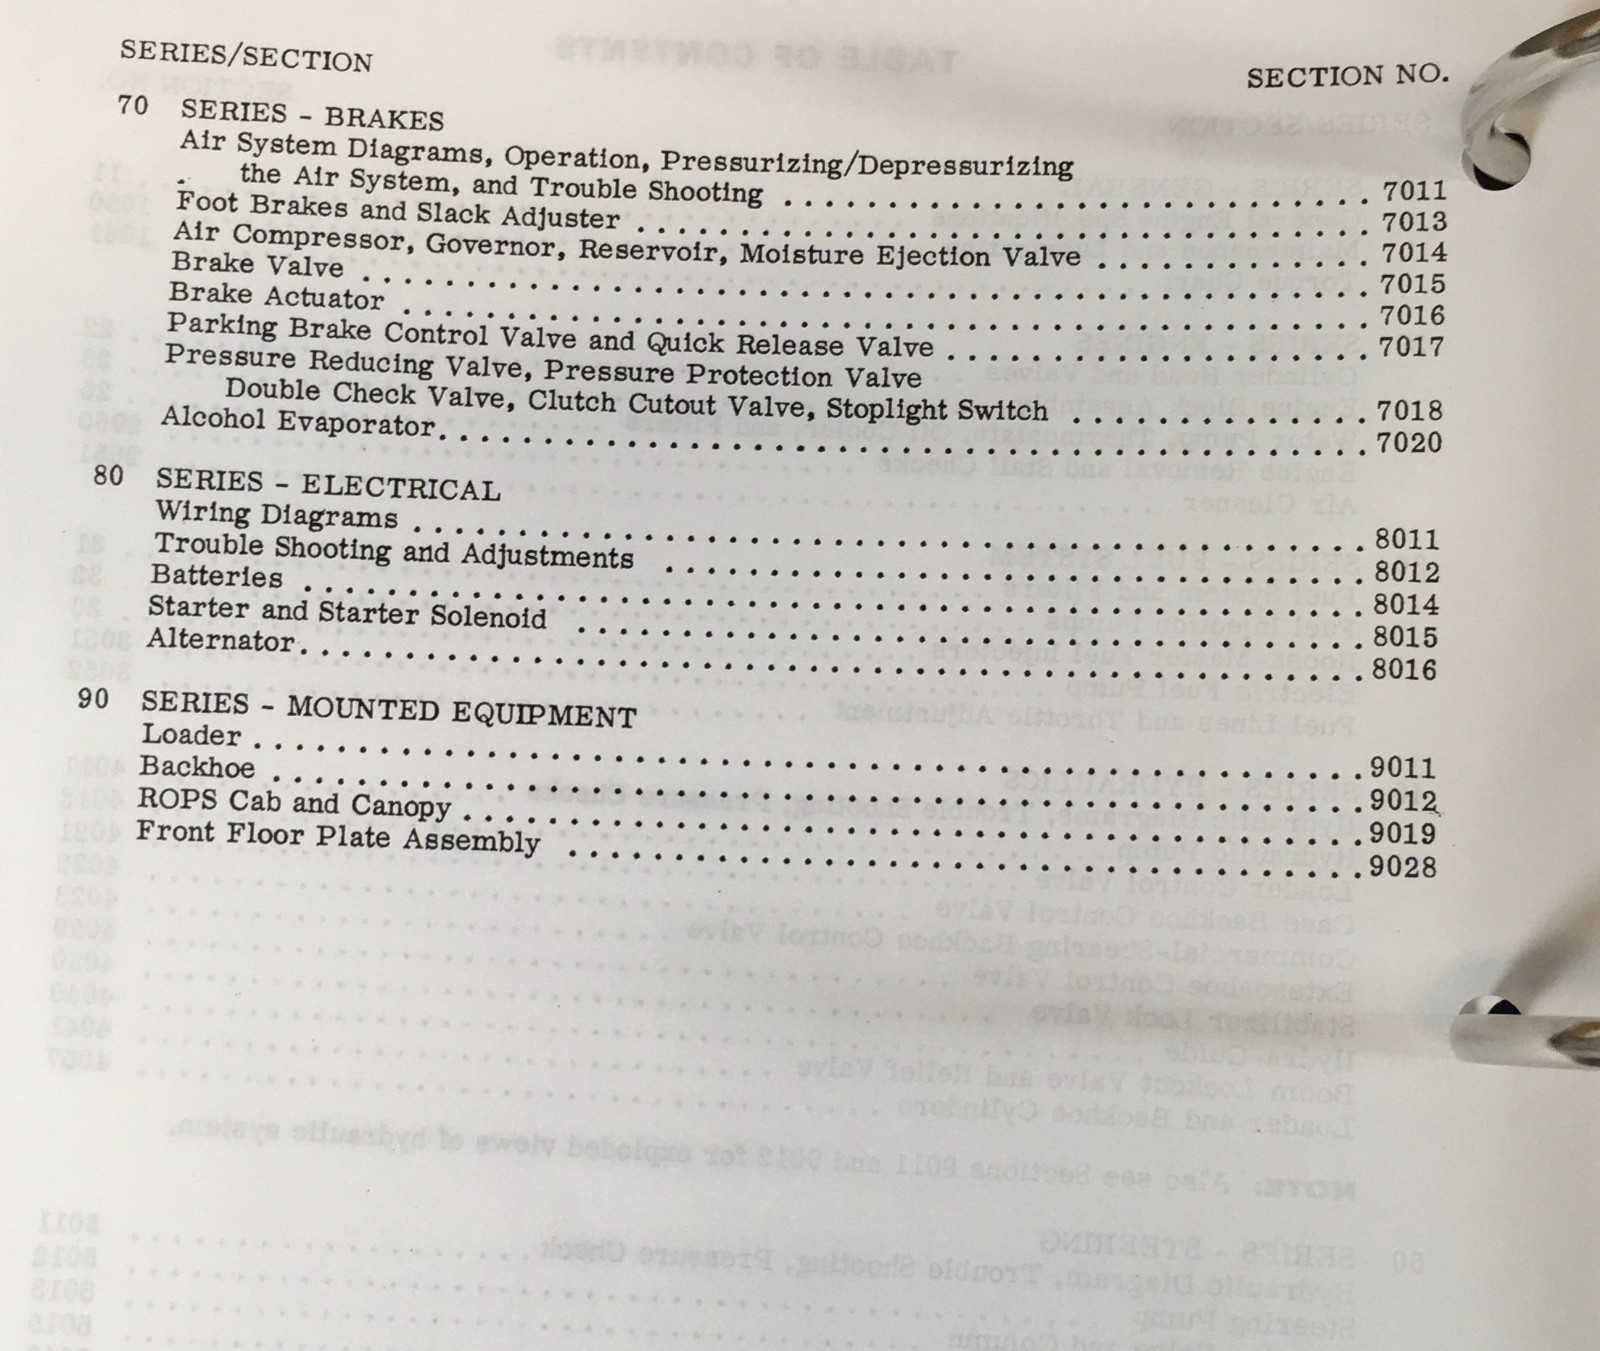 SERIES/SECTION SECTION NO.
70 SERIES - BRAKES
Air System Diagrams, Operation, Pressurizing/Depressurizing
the Air System, and Trouble Shooting . . . . . . . . . . . . . . . . . . . . . . . . . . . . 7011
Foot Brakes and Slack Adjuster . . . . . . . . . . . . . . . . . . . . . . . . . . . . . . . . . . . 7013
Air Compressor, Governor, Reservoir, Moisture Ejection Valve . . . . . . . . . . . . . 7014
Brake Valve . . . . . . . . . . . . . . . . . . . . . . . . . . . . . . . . . . . . . . . . . . . . . . . . 7015
Brake Actuator . . . . . . . . . . . . . . . . . . . . . . . . . . . . . . . . . . . . . . . . . . . . . . 7016
Parking Brake Control Valve and Quick Release Valve . . . . . . . . . . . . . . . . . . . . 7017
Pressure Reducing Valve, Pressure Protection Valve
Double Check Valve, Clutch Cutout Valve, Stoplight Switch . . . . . . . . . . . . . . 7018
Alcohol Evaporator. . . . . . . . . . . . . . . . . . . . . . . . . . . . . . . . . . . . . . . . . . . . 7020
80 SERIES - ELECTRICAL
Wiring Diagrams . . . . . . . . . . . . . . . . . . . . . . . . . . . . . . . . . . . . . . . . . . . . . 8011
Trouble Shooting and Adjustments . . . . . . . . . . . . . . . . . . . . . . . . . . . . . . . . . 8012
Batteries . . . . . . . . . . . . . . . . . . . . . . . . . . . . . . . . . . . . . . . . . . . . . . . . . . 8014
Starter and Starter Solenoid . . . . . . . . . . . . . . . . . . . . . . . . . . . . . . . . . . . . . 8015
Alternator. . . . . . . . . . . . . . . . . . . . . . . . . . . . . . . . . . . . . . . . . . . . . . . . . . 8016
90 SERIES - MOUNTED EQUIPMENT
Loader . . . . . . . . . . . . . . . . . . . . . . . . . . . . . . . . . . . . . . . . . . . . . . . . . . . . 9011
Backhoe . . . . . . . . . . . . . . . . . . . . . . . . . . . . . . . . . . . . . . . . . . . . . . . . . . . 9012
ROPS Cab and Canopy . . . . . . . . . . . . . . . . . . . . . . . . . . . . . . . . . . . . . . . . . . 9019
Front Floor Plate Assembly . . . . . . . . . . . . . . . . . . . . . . . . . . . . . . . . . . . . . . 9028